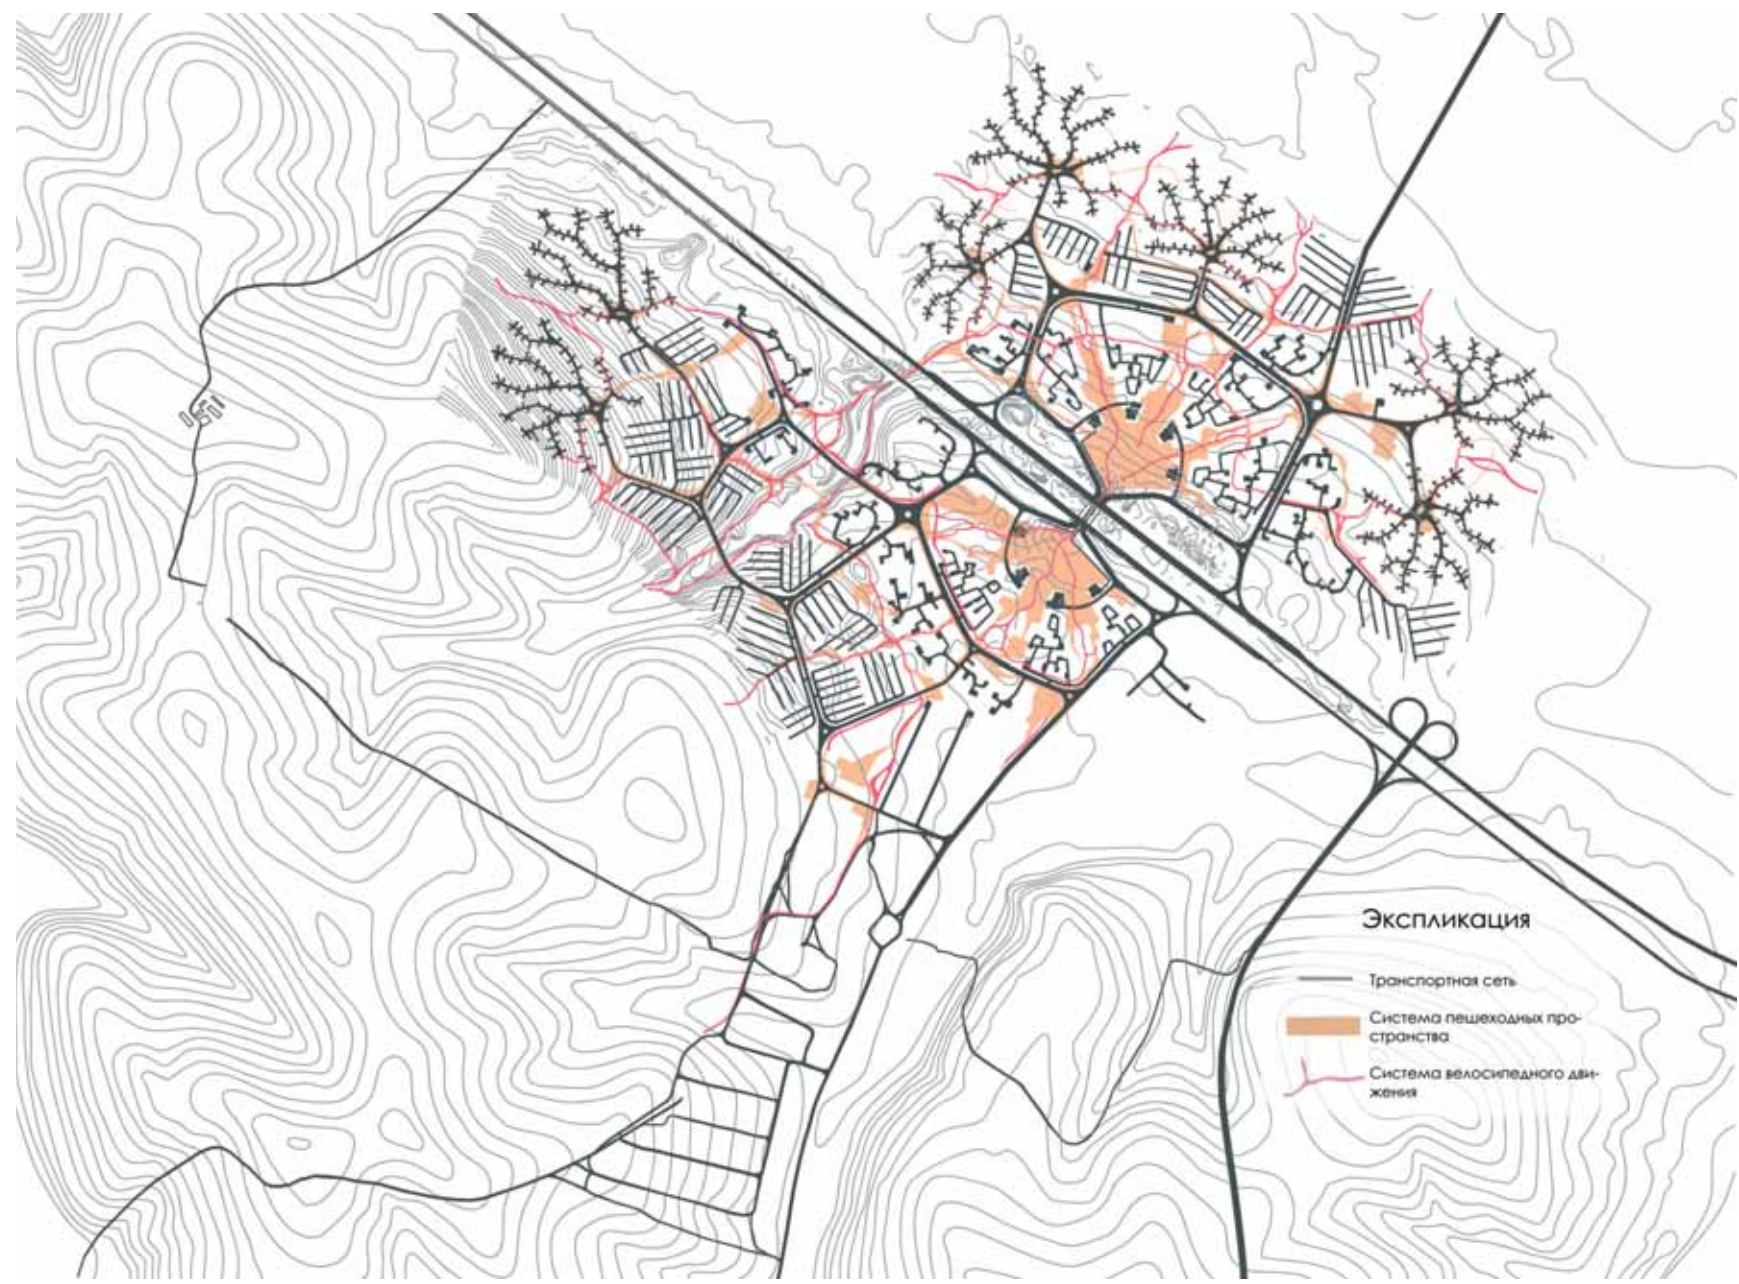 Экспликация
Транспортная сеть
Система пешеходных про-
странства
Система велосипедного дви-
жения